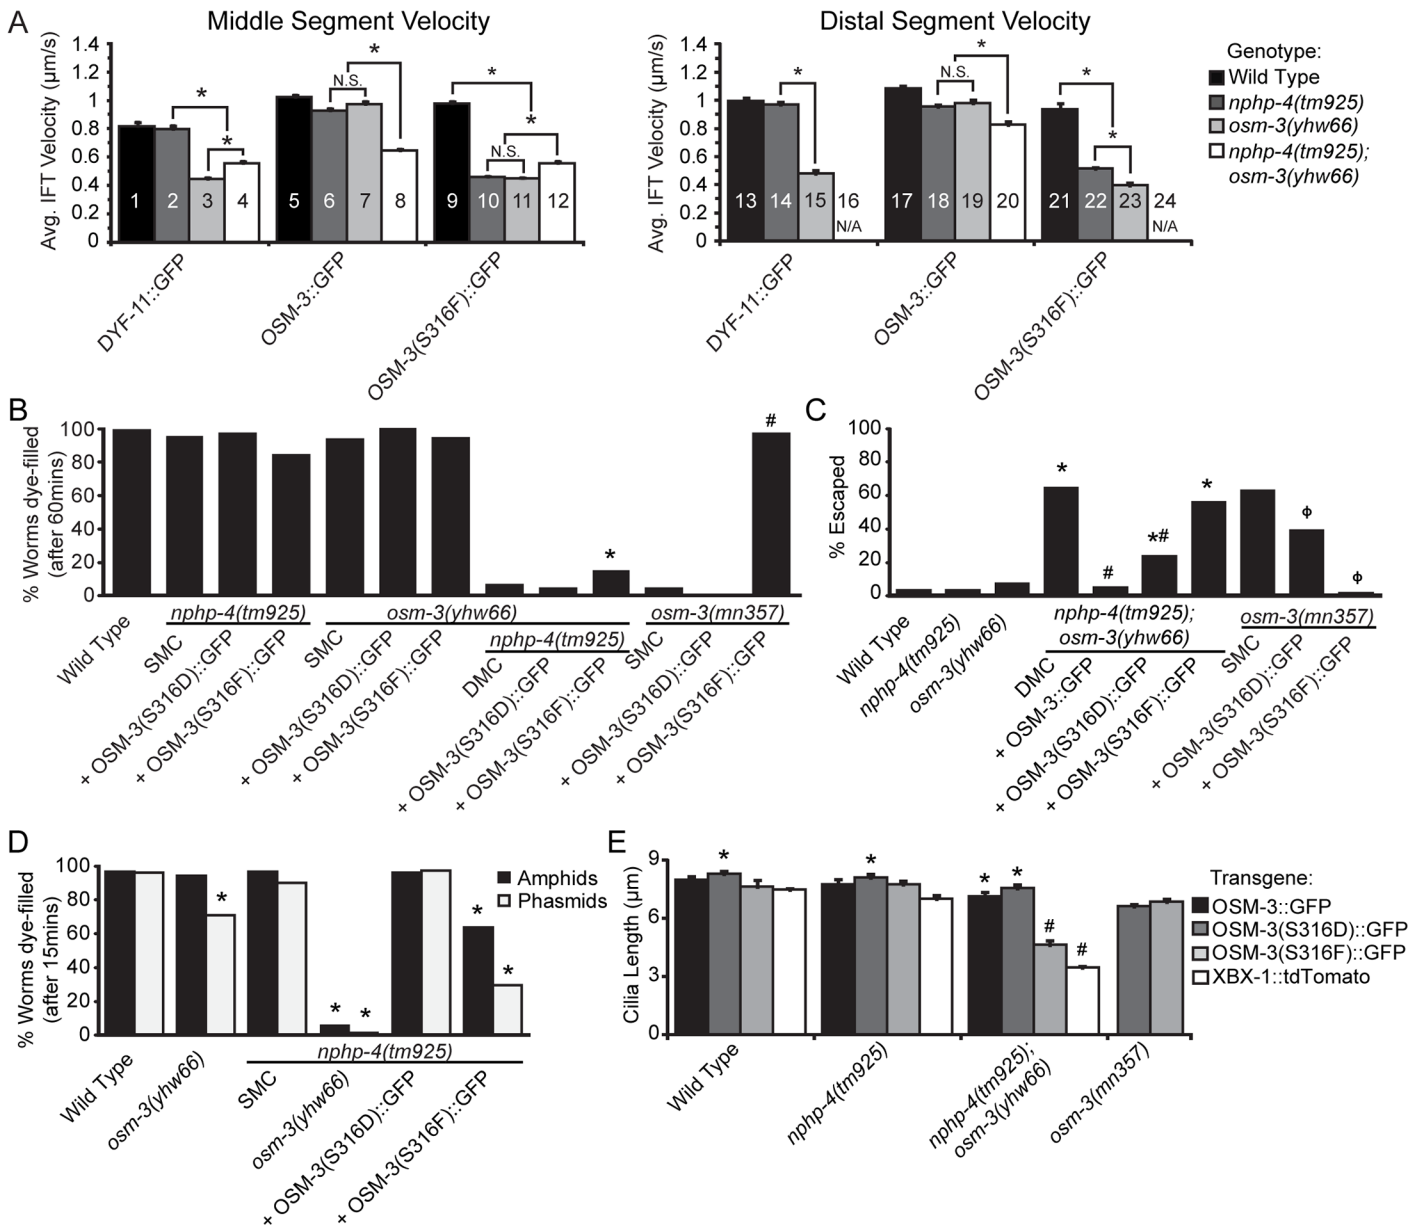 A
Middle Segment Velocity
Avg. IFT Velocity (μm/s)
1.4
1.2
1
0.8
0.6
0.4
0.2
0
*
*
N.S.
*
*
*
N.S.
1 2 3 4 5 6 7 8 9 10 11 12
DYF-11::GFP
OSM-3::GFP
OSM-3(S316F)::GFP
Distal Segment Velocity
Avg. IFT Velocity (μm/s)
1.4
1.2
1
0.8
0.6
0.4
0.2
0
*
*
N.S.
*
*
13 14 15 16 17 18 19 20 21 22 23 24
N/A N/A
DYF-11::GFP
OSM-3::GFP
OSM-3(S316F)::GFP
Genotype:
Wild Type
nphp-4(tm925)
osm-3(yhw66)
nphp-4(tm925);
osm-3(yhw66)
B
% Worms dye-filled
(after 60mins)
100
80
60
40
20
0
*
#
nphp-4(tm925)
osm-3(yhw66)
osm-3(mn357)
nphp-4(tm925)
Wild Type
SMC
+ OSM-3(S316D)::GFP
+ OSM-3(S316F)::GFP
SMC
+ OSM-3(S316D)::GFP
+ OSM-3(S316F)::GFP
DMC
+ OSM-3(S316D)::GFP
+ OSM-3(S316F)::GFP
SMC
+ OSM-3(S316D)::GFP
+ OSM-3(S316F)::GFP
C
% Escaped
100
80
60
40
20
0
*
#
*#
*
ϕ
ϕ
Wild Type
nphp-4(tm925)
osm-3(yhw66)
nphp-4(tm925);
osm-3(yhw66)
osm-3(mn357)
DMC
+ OSM-3::GFP
+ OSM-3(S316D)::GFP
+ OSM-3(S316F)::GFP
SMC
+ OSM-3(S316D)::GFP
+ OSM-3(S316F)::GFP
D
% Worms dye-filled
(after 15mins)
100
80
60
40
20
0
*
*
*
*
*
Amphids
Phasmids
nphp-4(tm925)
Wild Type
osm-3(yhw66)
SMC
osm-3(yhw66)
+ OSM-3(S316D)::GFP
+ OSM-3(S316F)::GFP
E
Cilia Length (μm)
9
6
3
0
*
*
*
*
#
#
Wild Type
nphp-4(tm925)
nphp-4(tm925);
osm-3(yhw66)
osm-3(mn357)
Transgene:
OSM-3::GFP
OSM-3(S316D)::GFP
OSM-3(S316F)::GFP
XBX-1::tdTomato